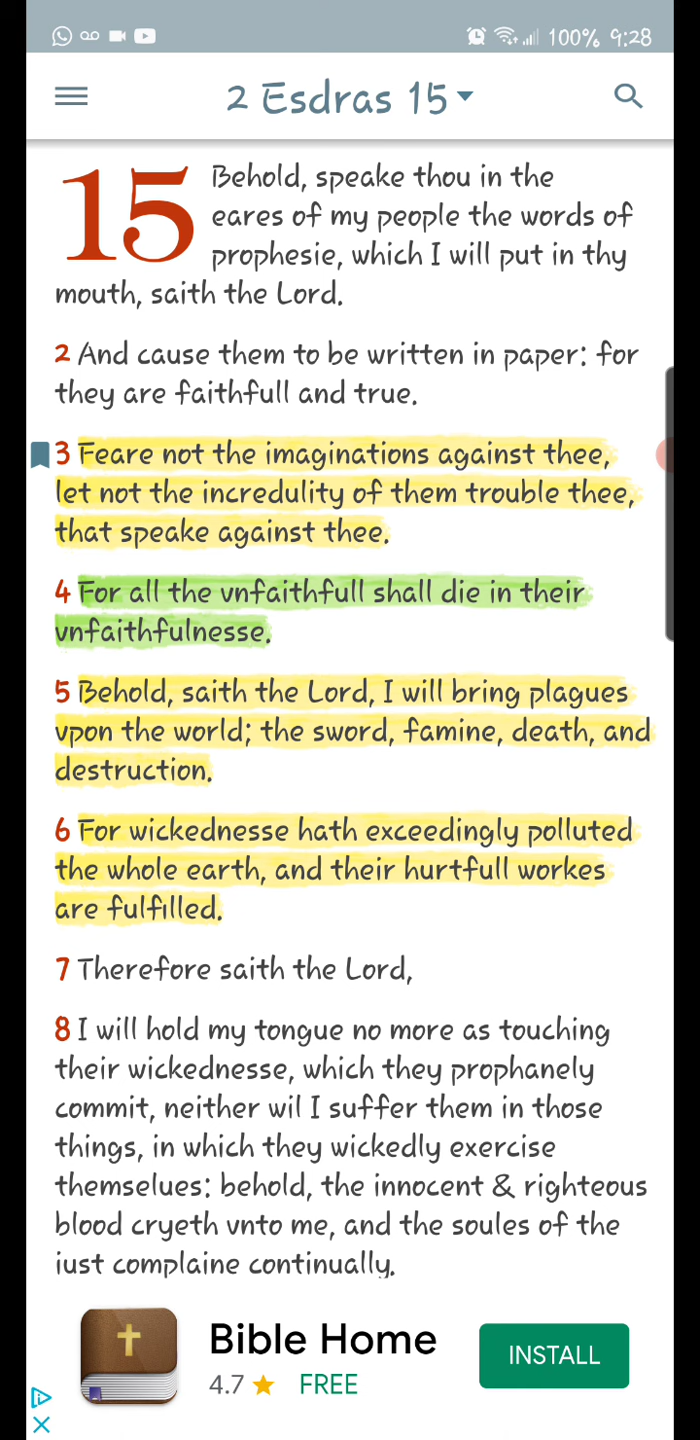 100% 9:28
2 Esdras 15
15 Behold, speake thou in the
eares of my people the words of
prophesie, which I will put in thy
mouth, saith the Lord.
2 And cause them to be written in paper: for
they are faithfull and true.
3 Feare not the imaginations against thee,
let not the incredulity of them trouble thee,
that speake against thee.
4 For all the vnfaithfull shall die in their
vnfaithfulnesse.
5 Behold, saith the Lord, I will bring plagues
vpon the world; the sword, famine, death, and
destruction.
6 For wickednesse hath exceedingly polluted
the whole earth, and their hurtfull workes
are fulfilled.
7 Therefore saith the Lord,
8 I will hold my tongue no more as touching
their wickednesse, which they prophanely
commit, neither wil I suffer them in those
things, in which they wickedly exercise
themselues: behold, the innocent & righteous
blood cryeth vnto me, and the soules of the
iust complaine continually.
Bible Home
4.7 FREE
INSTALL